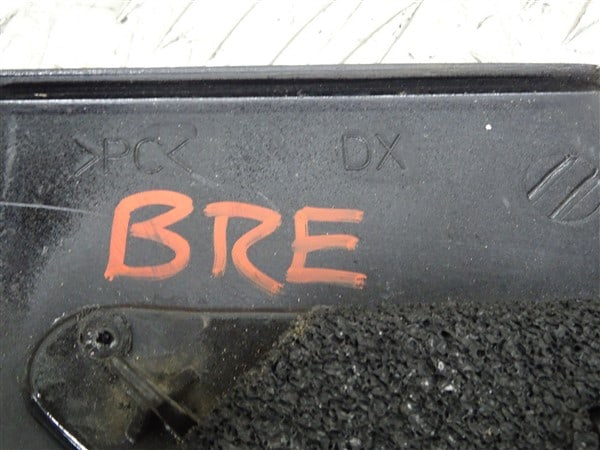 >PC< DX
BRE